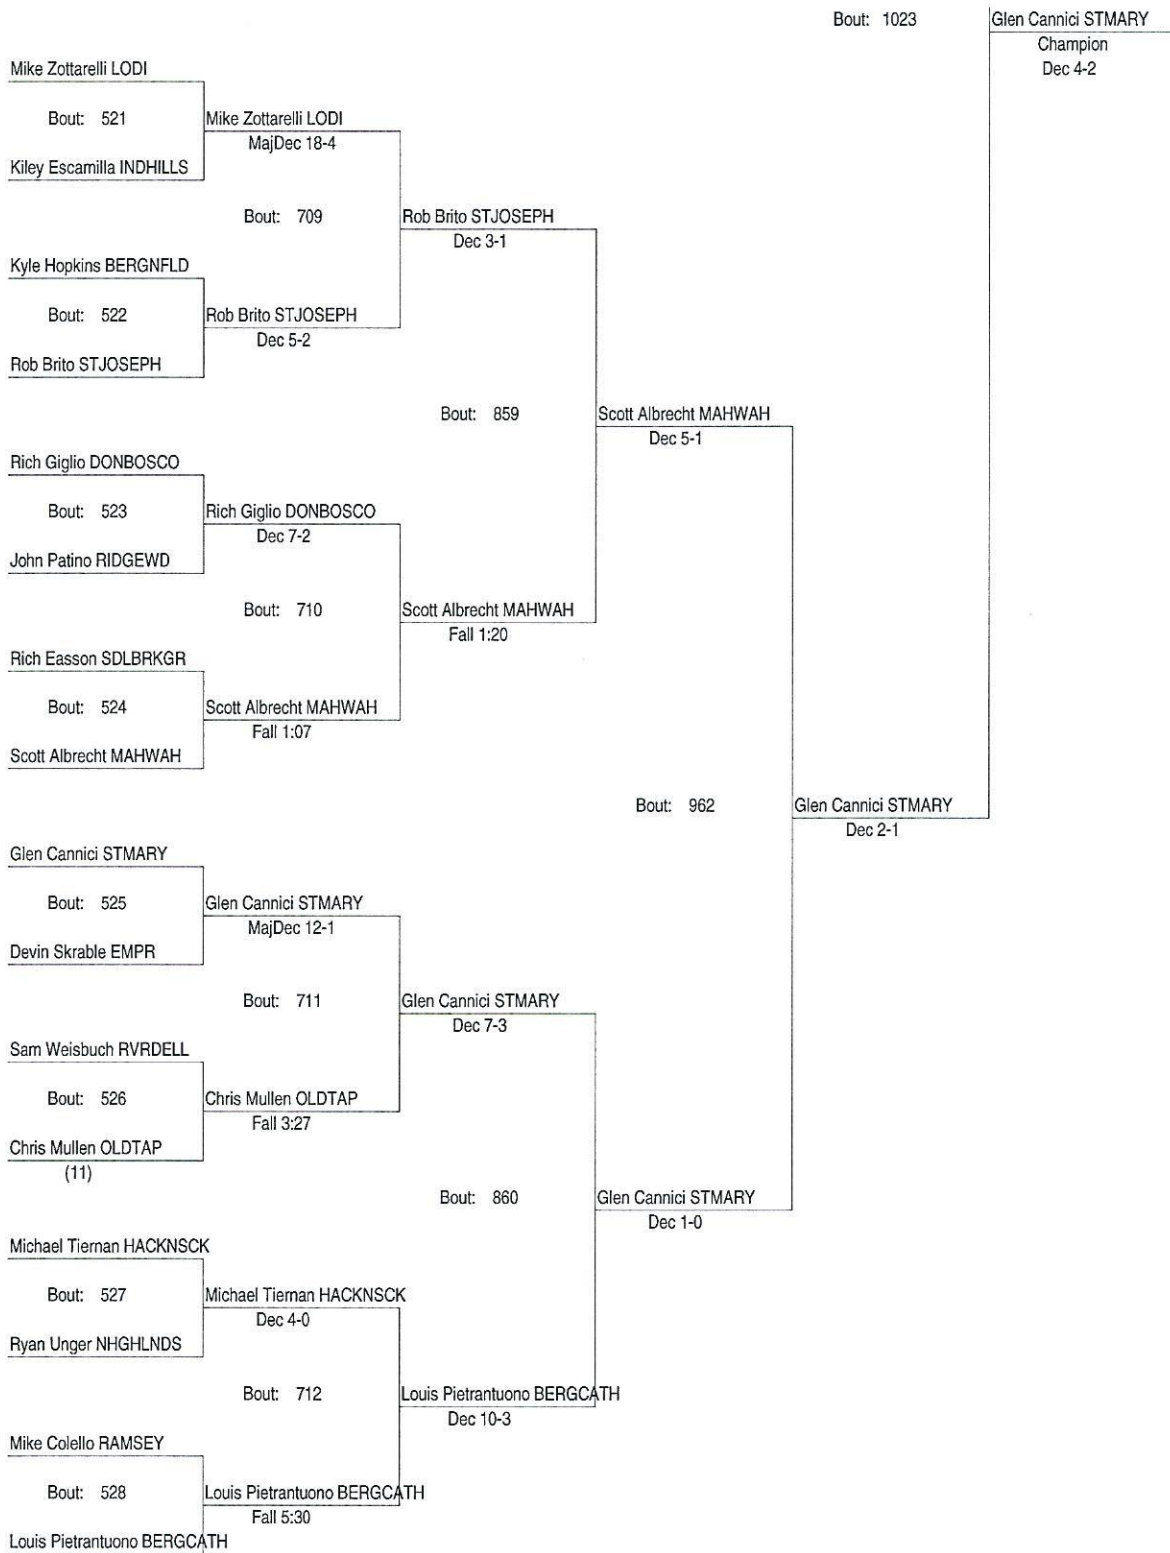 Bout: 1023
Glen Cannici STMARY
Champion
Dec 4-2
Mike Zottarelli LODI
Bout: 521
Mike Zottarelli LODI
MajDec 18-4
Kiley Escamilla INDHILLS
Bout: 709
Rob Brito STJOSEPH
Dec 3-1
Kyle Hopkins BERGNFLD
Bout: 522
Rob Brito STJOSEPH
Dec 5-2
Rob Brito STJOSEPH
Bout: 859
Scott Albrecht MAHWAH
Dec 5-1
Rich Giglio DONBOSCO
Bout: 523
Rich Giglio DONBOSCO
Dec 7-2
John Patino RIDGEWD
Bout: 710
Scott Albrecht MAHWAH
Fall 1:20
Rich Easson SDLBRKGR
Bout: 524
Scott Albrecht MAHWAH
Fall 1:07
Scott Albrecht MAHWAH
Bout: 962
Glen Cannici STMARY
Dec 2-1
Glen Cannici STMARY
Bout: 525
Glen Cannici STMARY
MajDec 12-1
Devin Skrable EMPR
Bout: 711
Glen Cannici STMARY
Dec 7-3
Sam Weisbuch RVRDELL
Bout: 526
Chris Mullen OLDTAP
Fall 3:27
Chris Mullen OLDTAP
(11)
Bout: 860
Glen Cannici STMARY
Dec 1-0
Michael Tiernan HACKNSCK
Bout: 527
Michael Tiernan HACKNSCK
Dec 4-0
Ryan Unger NHGHLNDS
Bout: 712
Louis Pietrantuono BERGCATH
Dec 10-3
Mike Colello RAMSEY
Bout: 528
Louis Pietrantuono BERGCATH
Fall 5:30
Louis Pietrantuono BERGCATH